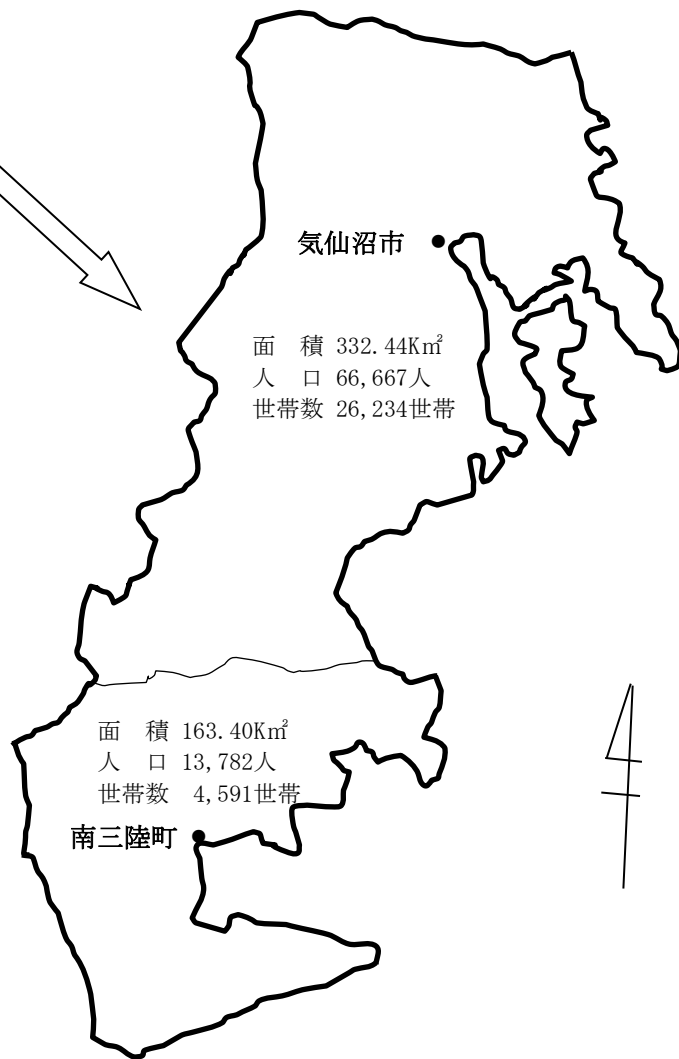 気仙沼市
面　積 332.44K㎡
人　口 66,667人
世帯数 26,234世帯
面　積 163.40K㎡
人　口 13,782人
世帯数　4,591世帯
南三陸町